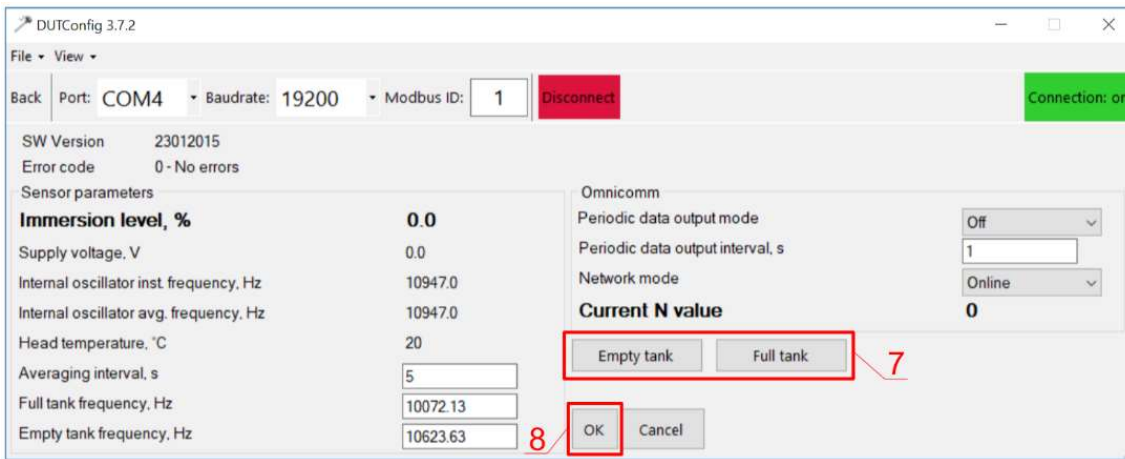 DUTConfig 3.7.2
File View
Back Port: COM4 Baudrate: 19200 Modbus ID: 1 Disconnect Connection: or
SW Version 23012015
Error code 0 - No errors
Sensor parameters
Immersion level, % 0.0
Supply voltage, V 0.0
Internal oscillator inst. frequency, Hz 10947.0
Internal oscillator avg. frequency, Hz 10947.0
Head temperature, °C 20
Averaging interval, s 5
Full tank frequency, Hz 10072.13
Empty tank frequency, Hz 10623.63
Omnicomm
Periodic data output mode Off
Periodic data output interval, s 1
Network mode Online
Current N value 0
Empty tank Full tank 7
8 OK Cancel